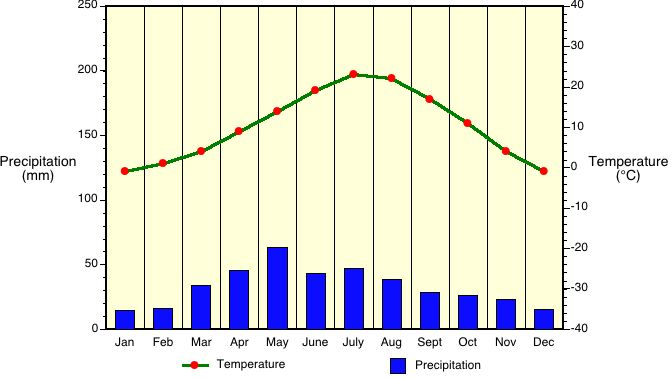 250
200
150
100
50
0
Precipitation
(mm)
40
30
20
10
0
-10
-20
-30
-40
Temperature
(°C)
Jan Feb Mar Apr May June July Aug Sept Oct Nov Dec
Temperature Precipitation